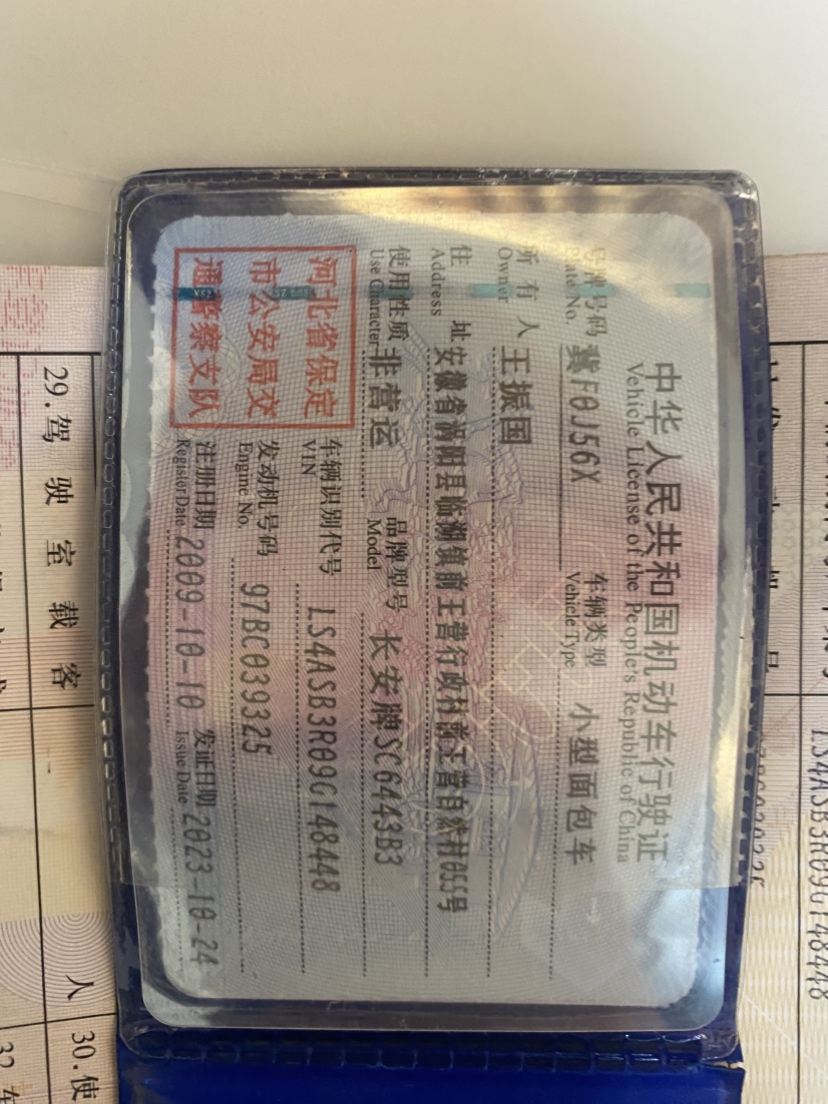 中华人民共和国机动车行驶证
Vehicle License of the People's Republic of China
号牌号码 冀F0J56X 车辆类型 小型面包车
Plate No. Vehicle Type
所有人 王振国
Owner
住址 安徽省涡阳县临湖镇前王营行政村前王营自然村055号
Address
使用性质 非营运 品牌型号 长安牌SC6443B3
Use Character Model
河北省保定
市公安局交
通警察支队
车辆识别代号 LS4ASB3R09G148448
VIN
发动机号码 97BC039325
Engine No.
注册日期 2009-10-10 发证日期 2023-10-24
Register Date Issue Date
LS4ASB3R09G148448
29.驾驶室载客 人 30.使